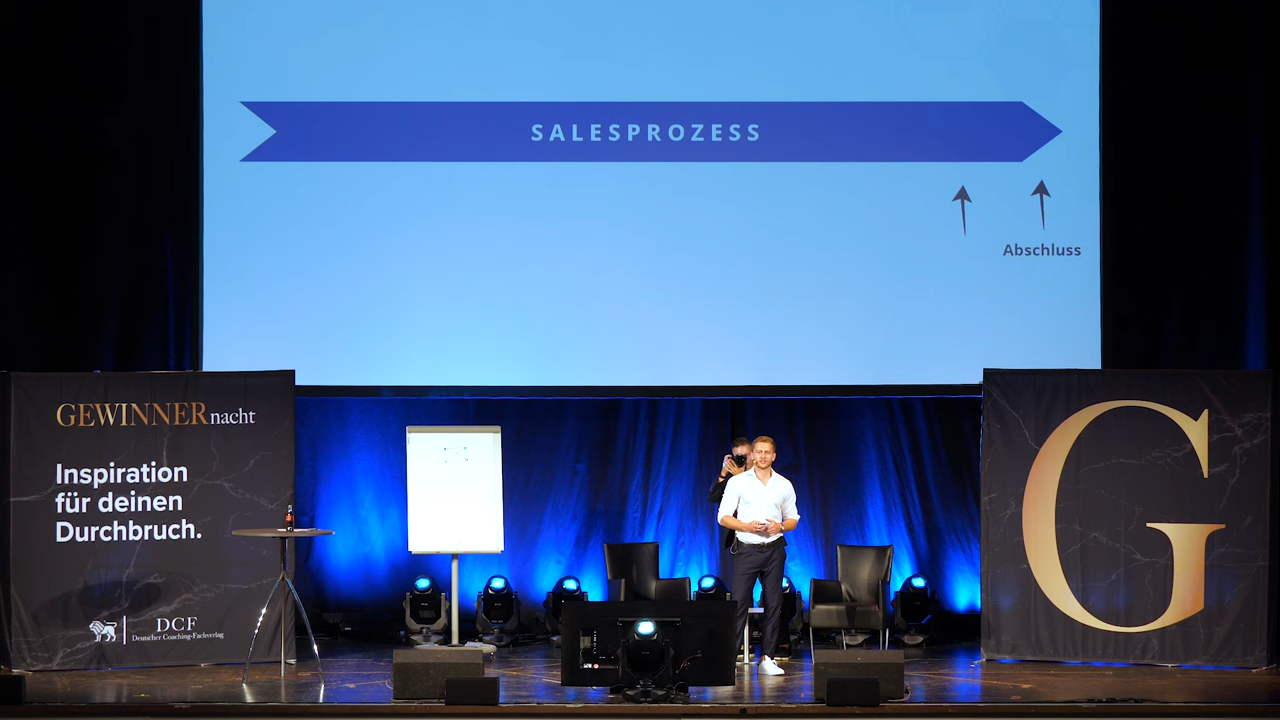 SALESPROZESS
Abschluss
GEWINNERnacht
Inspiration
für deinen
Durchbruch.
DCF
Deutscher Coaching-Fachverlag
G